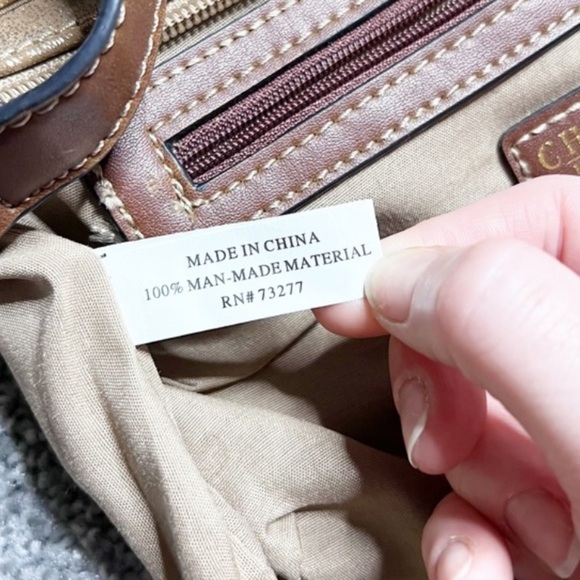 MADE IN CHINA
100% MAN-MADE MATERIAL
RN# 73277